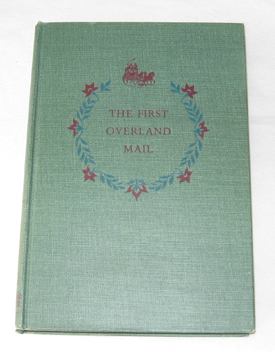 THE FIRST
OVERLAND
MAIL